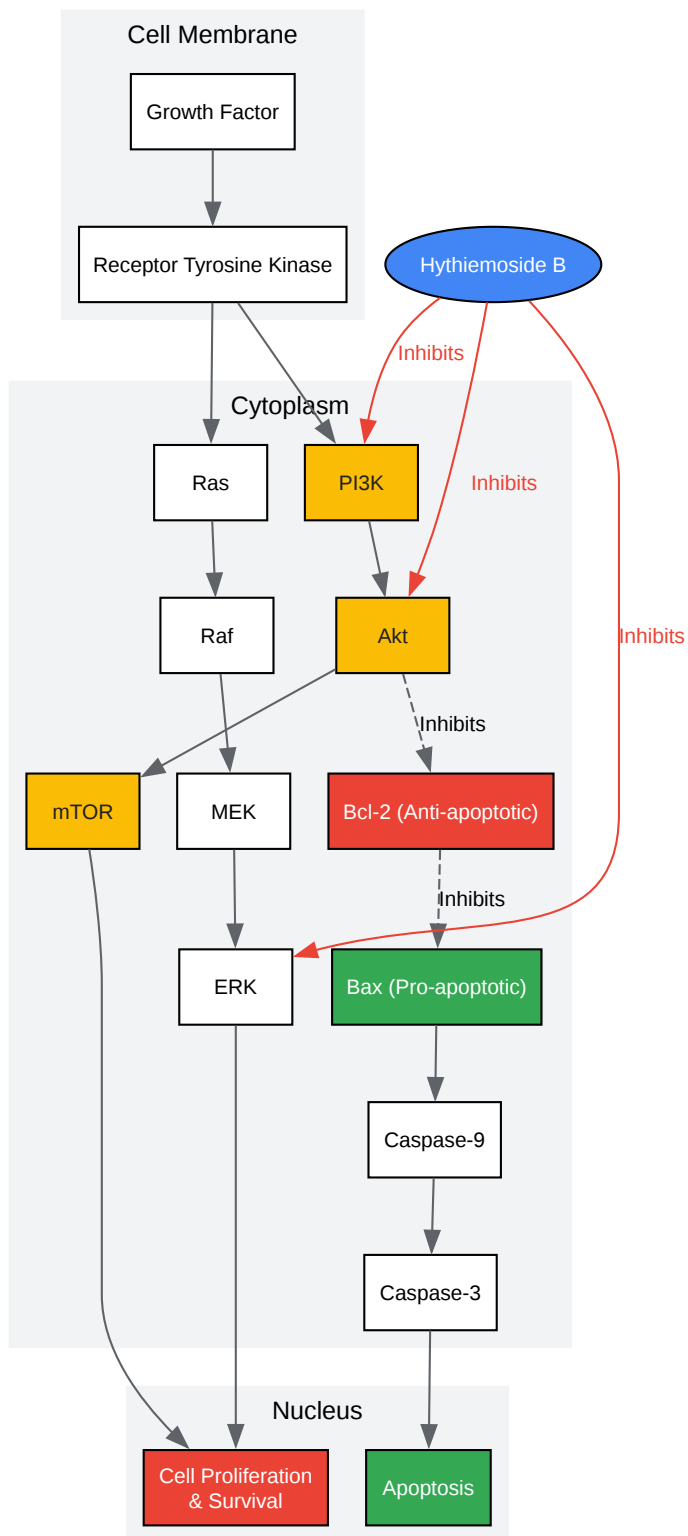 Cell Membrane
Growth Factor
Receptor Tyrosine Kinase
Hythiemoside B
Inhibits
Cytoplasm
Ras
PI3K
Inhibits
Raf
Akt
Inhibits
Inhibits
mTOR
MEK
Bcl-2 (Anti-apoptotic)
Inhibits
ERK
Bax (Pro-apoptotic)
Caspase-9
Caspase-3
Nucleus
Cell Proliferation
& Survival
Apoptosis